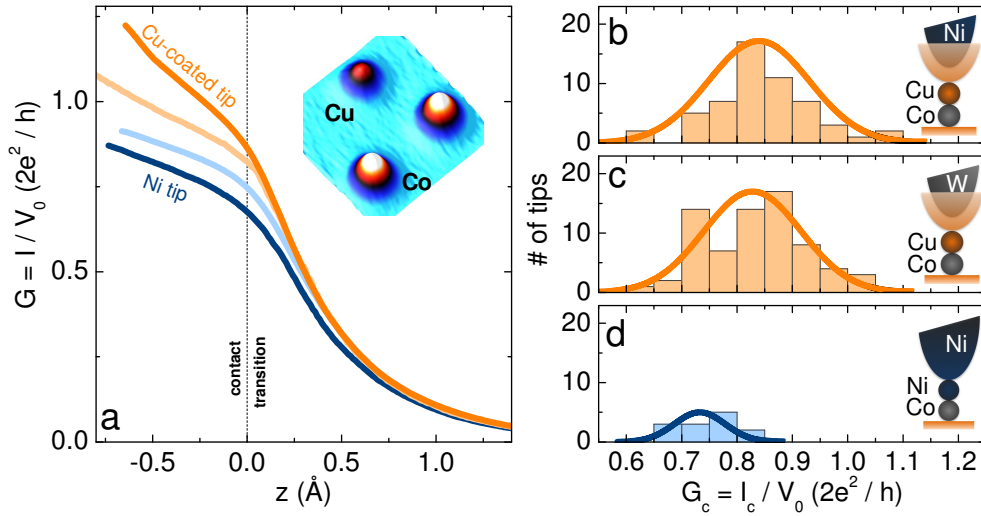 a
Cu-coated tip
Ni tip
Cu
Co
contact
transition
G = I / V₀ (2e² / h)
1.0
0.5
0.0
-0.5
0.0
0.5
1.0
z (Å)
b
20
10
0
Ni
Cu
Co
c
20
10
0
W
Cu
Co
d
20
10
0
Ni
Ni
Co
# of tips
0.6
0.7
0.8
0.9
1.0
1.1
1.2
G_c = I_c / V₀ (2e² / h)